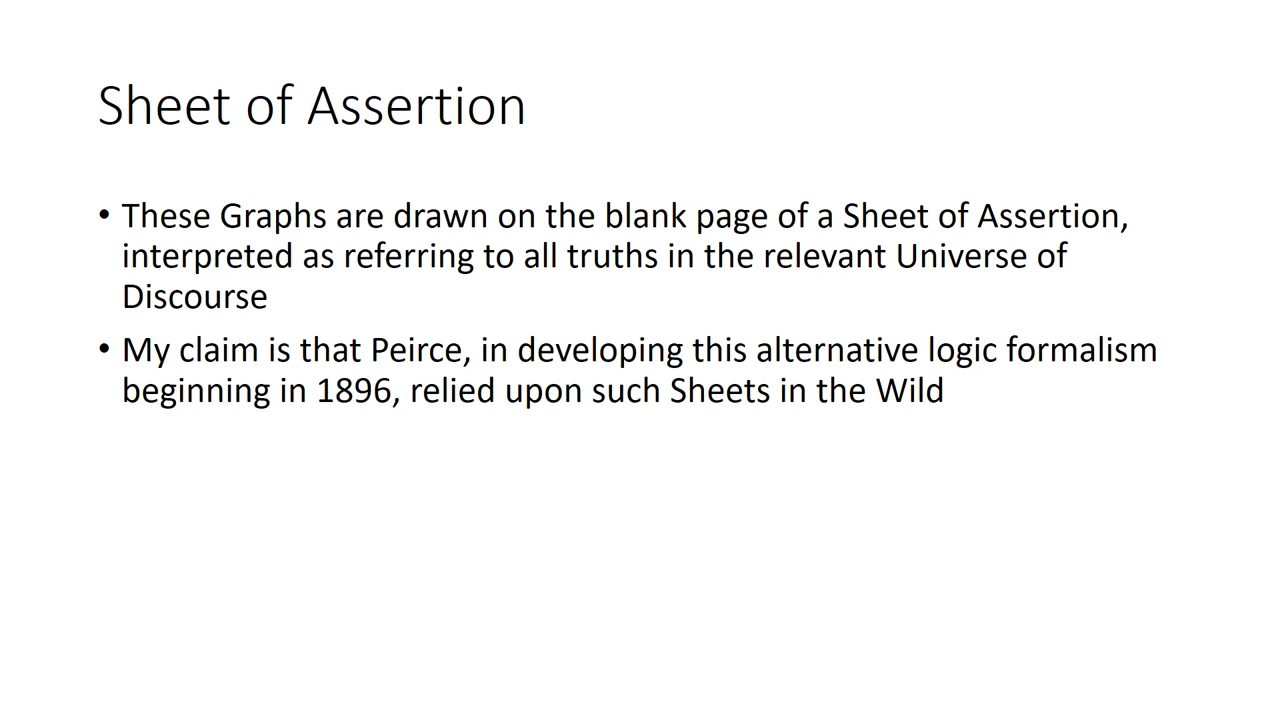 Sheet of Assertion
• These Graphs are drawn on the blank page of a Sheet of Assertion,
interpreted as referring to all truths in the relevant Universe of
Discourse
• My claim is that Peirce, in developing this alternative logic formalism
beginning in 1896, relied upon such Sheets in the Wild